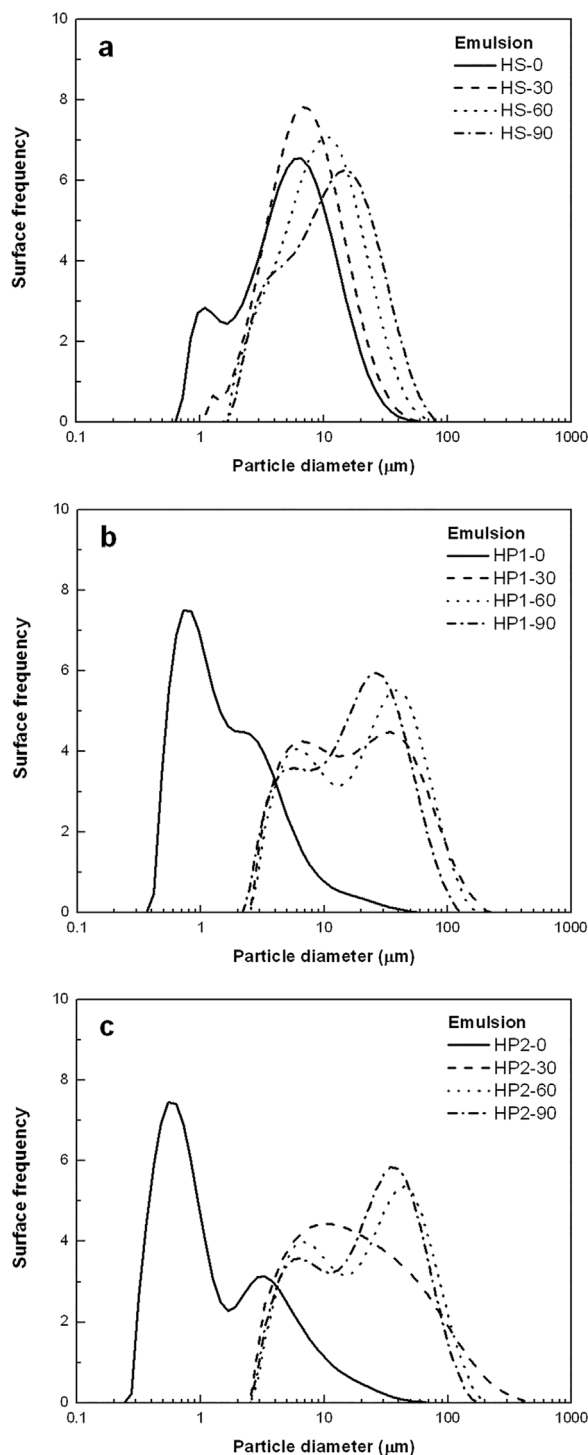 a
Emulsion
HS-0
HS-30
HS-60
HS-90
10
8
6
4
2
0
Surface frequency
0.1 1 10 100 1000
Particle diameter (μm)
b
Emulsion
HP1-0
HP1-30
HP1-60
HP1-90
10
8
6
4
2
0
Surface frequency
0.1 1 10 100 1000
Particle diameter (μm)
c
Emulsion
HP2-0
HP2-30
HP2-60
HP2-90
10
8
6
4
2
0
Surface frequency
0.1 1 10 100 1000
Particle diameter (μm)